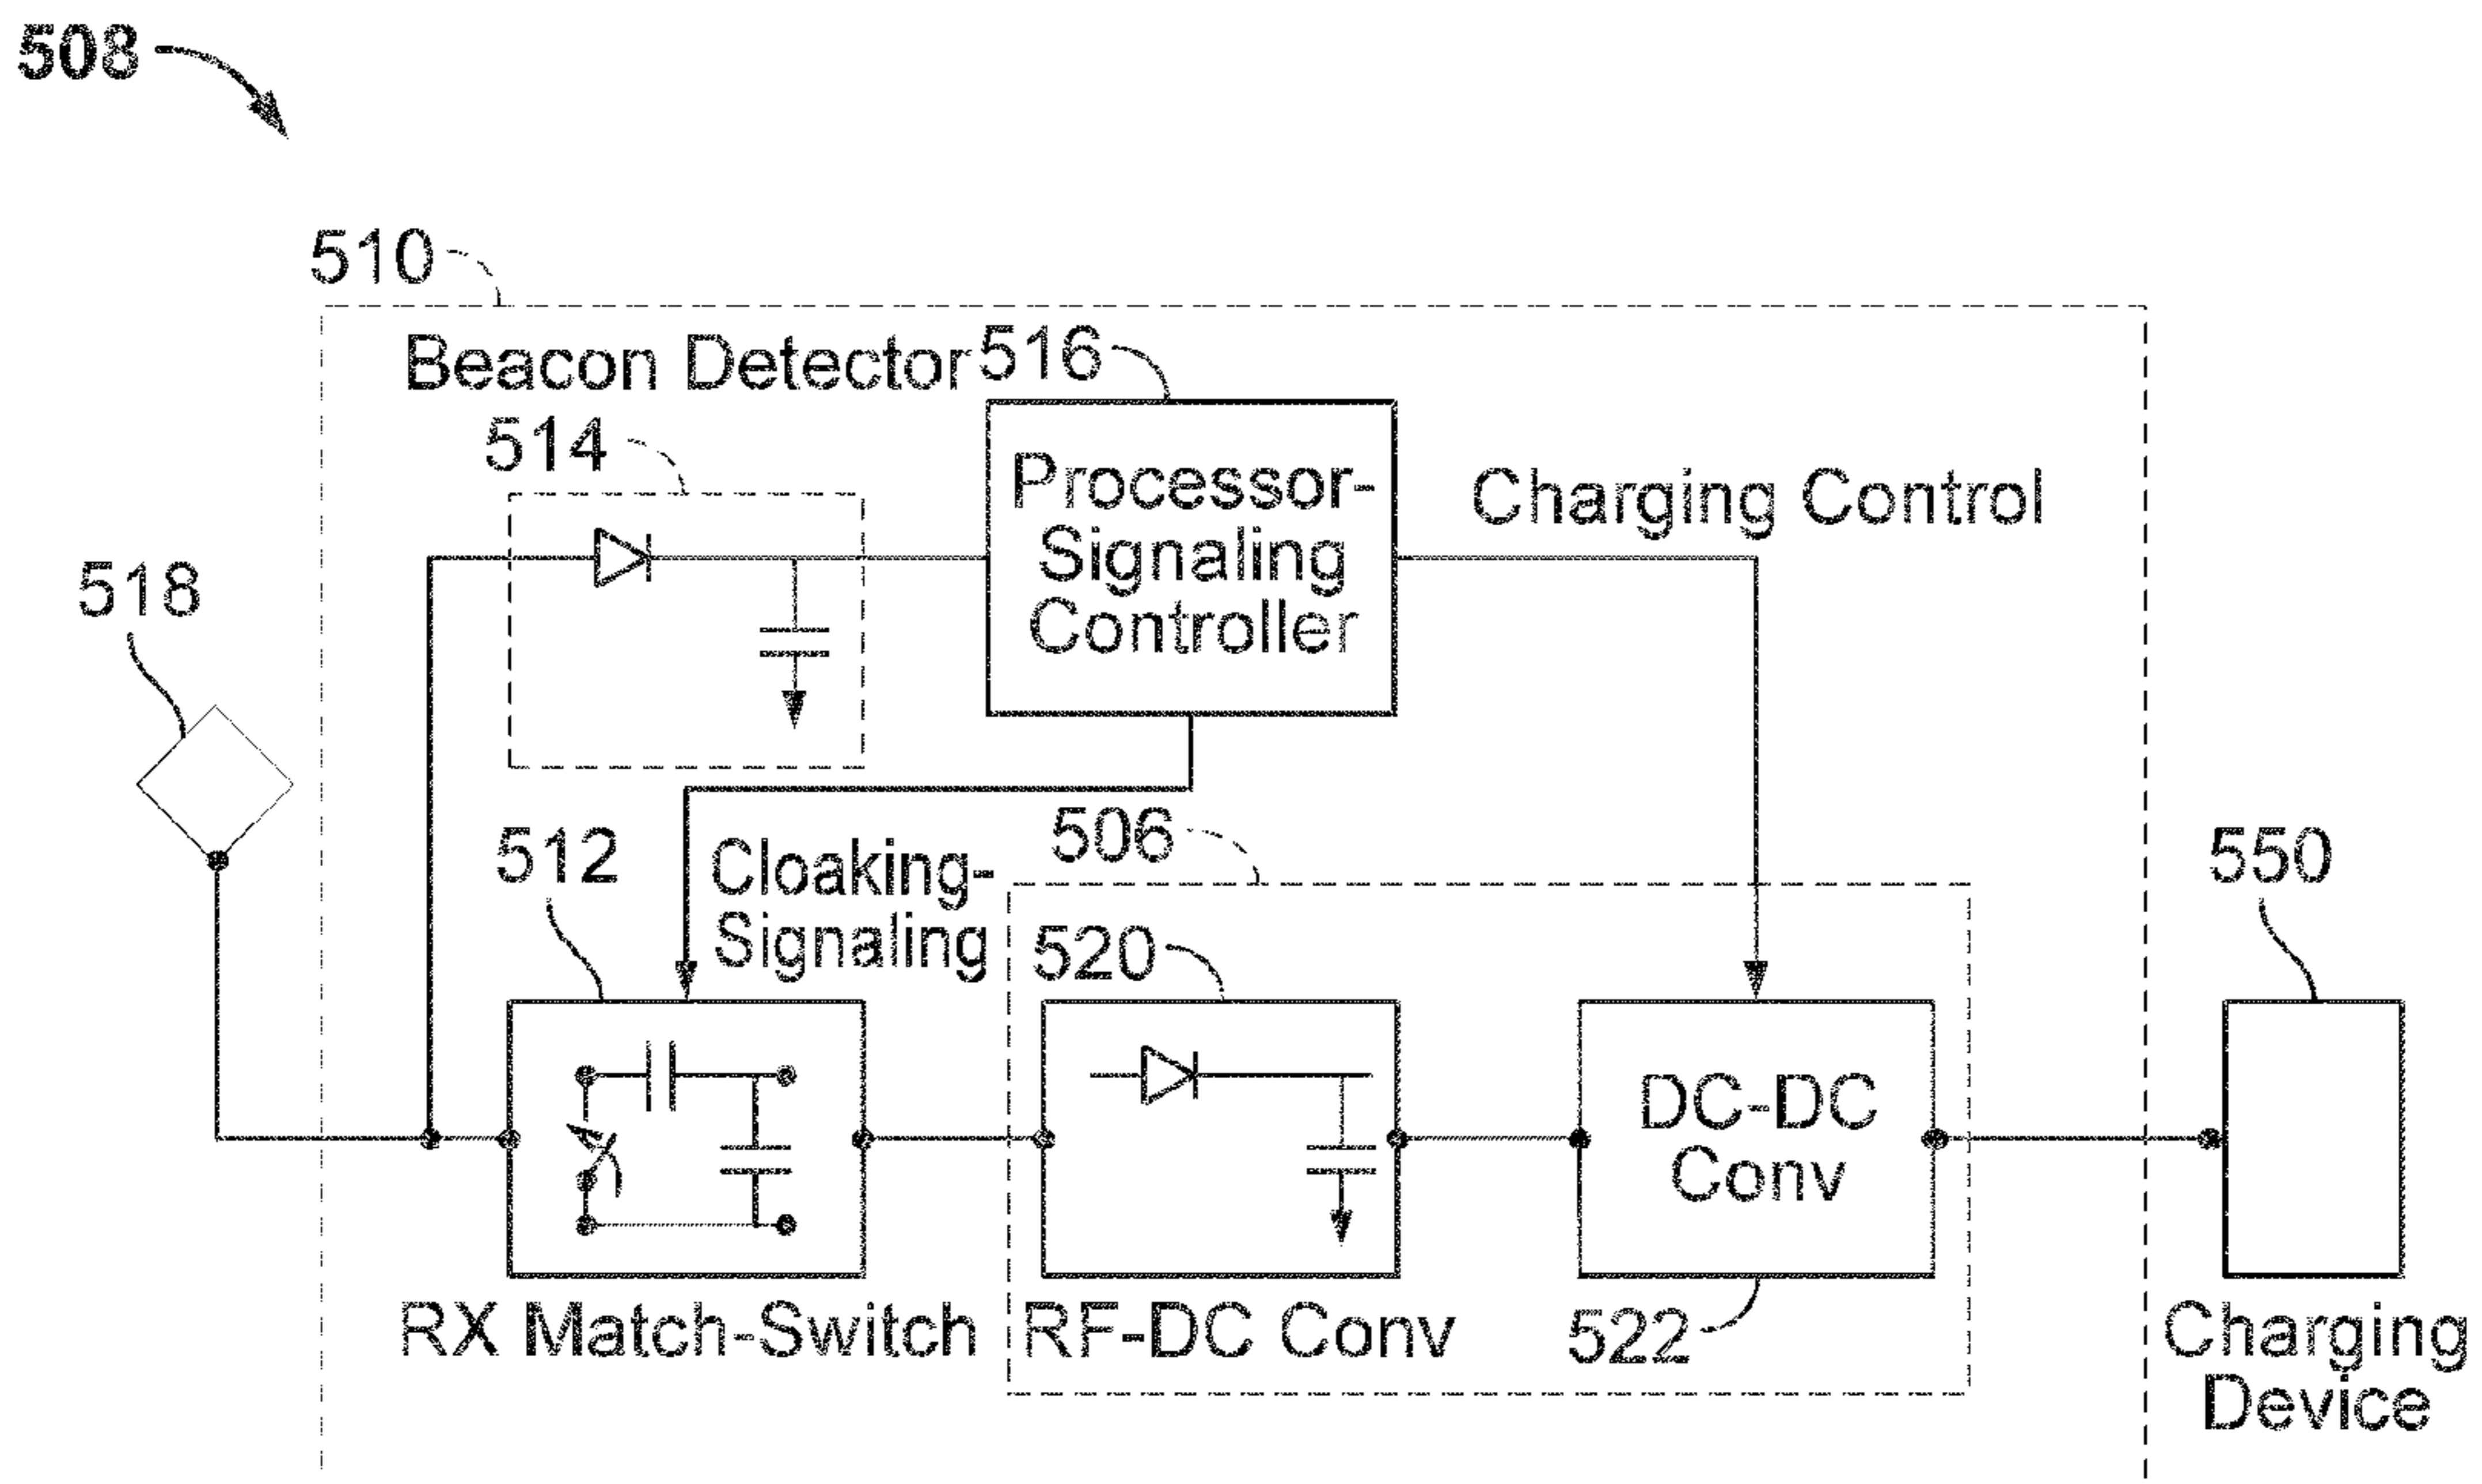 508
510
Beacon Detector
516
514
Processor-
Signaling
Controller
Charging Control
518
512
Cloaking-
Signaling
506
520
550
DC-DC
Conv
RX Match-Switch
RF-DC Conv
522
Charging
Device